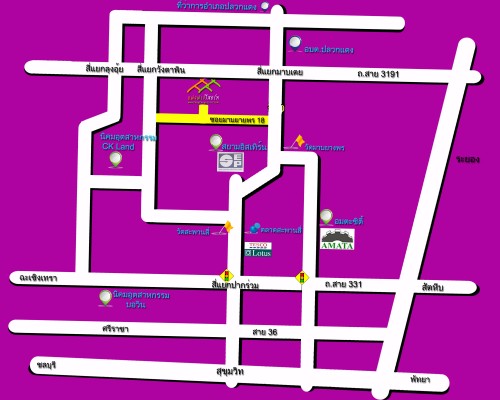 ที่ว่าการอำเภอปลวกแดง
อบต.ปลวกแดง
สี่แยกลุงอุ้ย
สี่แยกวังตาผิน
สี่แยกมาบเตย
ถ.สาย 3191
ซอยมาบยางพร 18
นิคมอุตสาหกรรม
CK Land
สยามอิสเทิร์น
วัดมาบยางพร
ระยอง
อมตะซิตี้
AMATA
วัดสะพานสี่
ตลาดสะพานสี่
Lotus
ฉะเชิงเทรา
สี่แยกปากร่วม
ถ.สาย 331
สัตหีบ
นิคมอุตสาหกรรม
บ่อวิน
ศรีราชา
สาย 36
ชลบุรี
สุขุมวิท
พัทยา